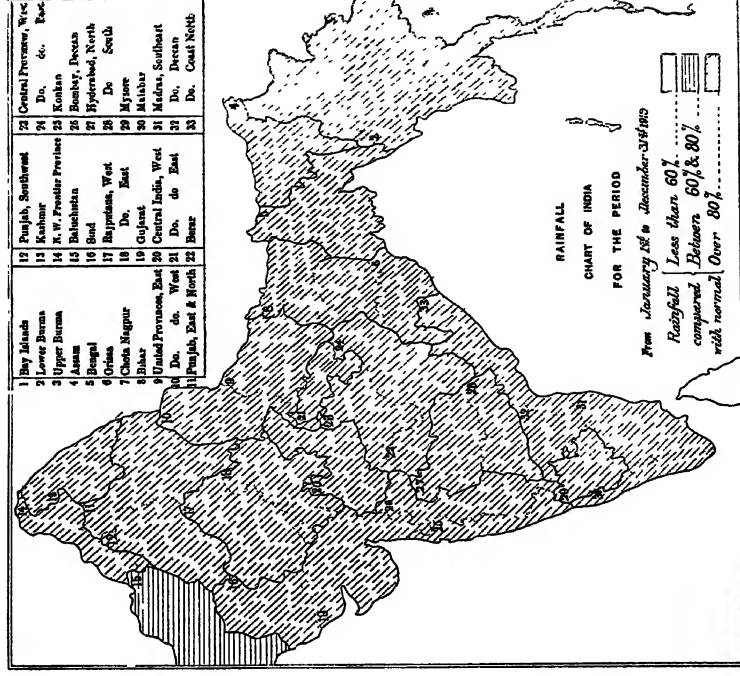 1 Bay Islands
2 Lower Burma
3 Upper Burma
4 Assam
5 Bengal
6 Orissa
7 Chota Nagpur
8 Bihar
9 United Provinces, East
10 Do. do. West
11 Punjab, East & North
12 Punjab, Southwest
13 Kashmir
14 N.W. Frontier Province
15 Baluchistan
16 Sind
17 Rajputana, West
18 Do. East
19 Gujarat
20 Central India, West
21 Do. do East
22 Berar
23 Central Provinces, West
24 Do. do. East
25 Konkan
26 Bombay, Deccan
27 Hyderabad, North
28 Do South
29 Mysore
30 Malabar
31 Madras, Southeast
32 Do. Deccan
33 Do. Coast North
RAINFALL
CHART OF INDIA
FOR THE PERIOD
From January 1st to December 31st
Rainfall Less than 60%
compared Between 60% & 80%
with normal Over 80%